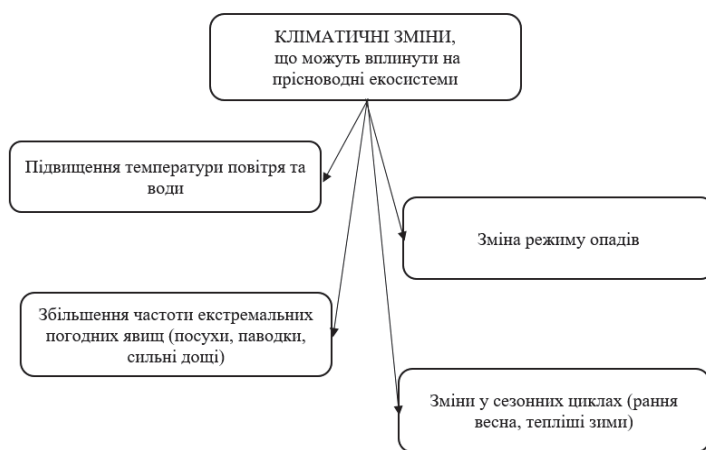 КЛІМАТИЧНІ ЗМІНИ,
що можуть вплинути на
прісноводні екосистеми
Підвищення температури повітря та
води
Зміна режиму опадів
Збільшення частоти екстремальних
погодних явищ (посухи, паводки,
сильні дощі)
Зміни у сезонних циклах (рання
весна, тепліші зими)